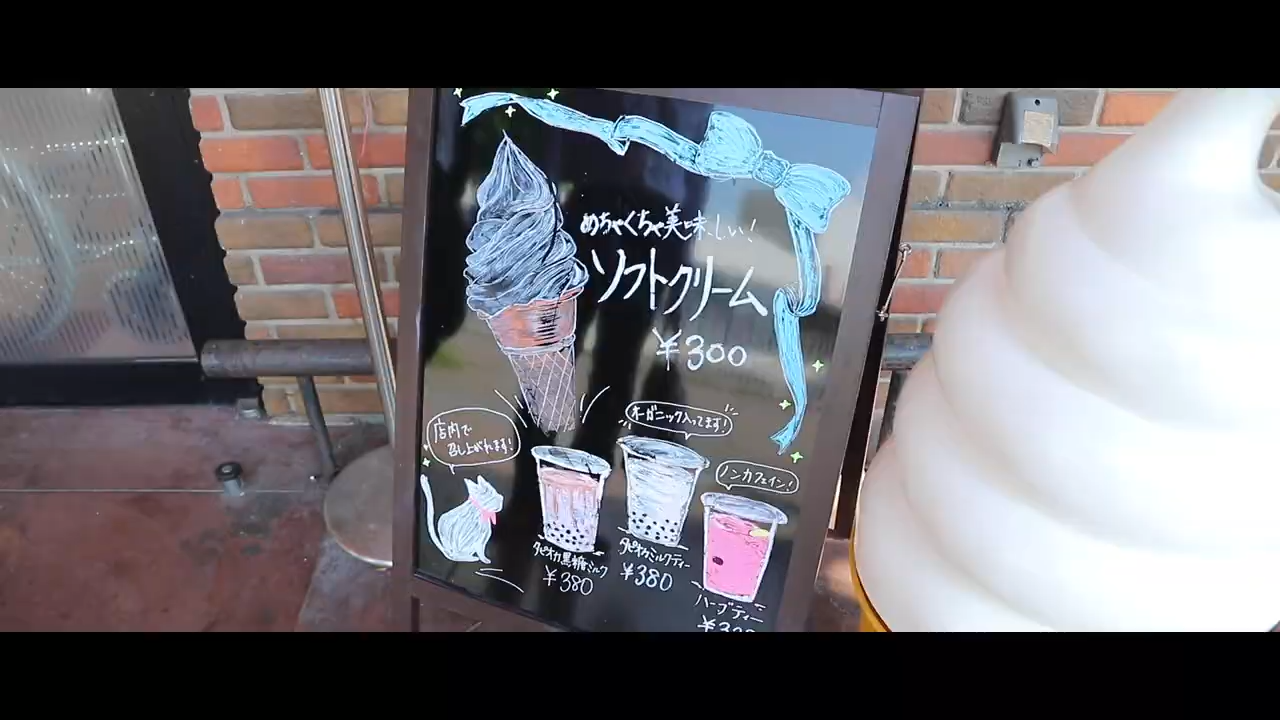 めちゃくちゃ美味しい!
ソフトクリーム
¥300
オーガニック入ってます!
店内で
召し上がれます!
ノンカフェイン!
タピオカ黒糖ミルク
¥380
タピオカミルクティー
¥380
ハーブティー